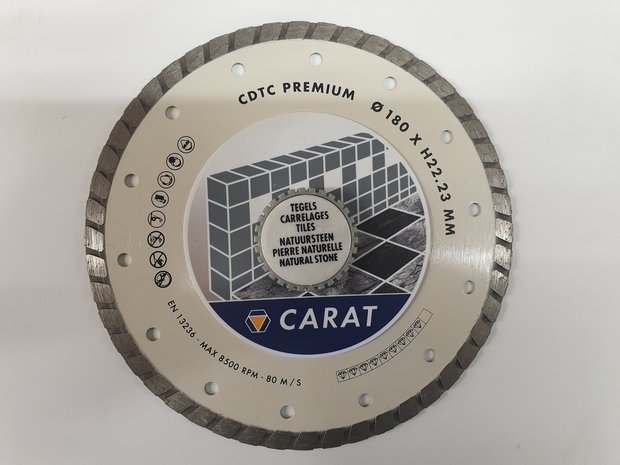 CDTC PREMIUM
Ø 180 X H22.23 MM
TEGELS
CARRELAGES
TILES
NATUURSTEEN
PIERRE NATURELLE
NATURAL STONE
CARAT
EN 13236 - MAX 8500 RPM - 80 M/S